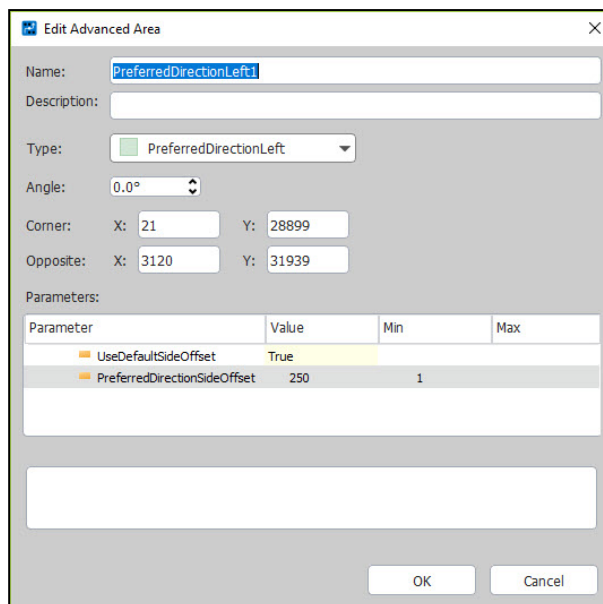 Edit Advanced Area
Name: PreferredDirectionLeft1
Description:
Type: PreferredDirectionLeft
Angle: 0.0°
Corner: X: 21 Y: 28899
Opposite: X: 3120 Y: 31939
Parameters:
Parameter Value Min Max
UseDefaultSideOffset True
PreferredDirectionSideOffset 250 1
OK Cancel